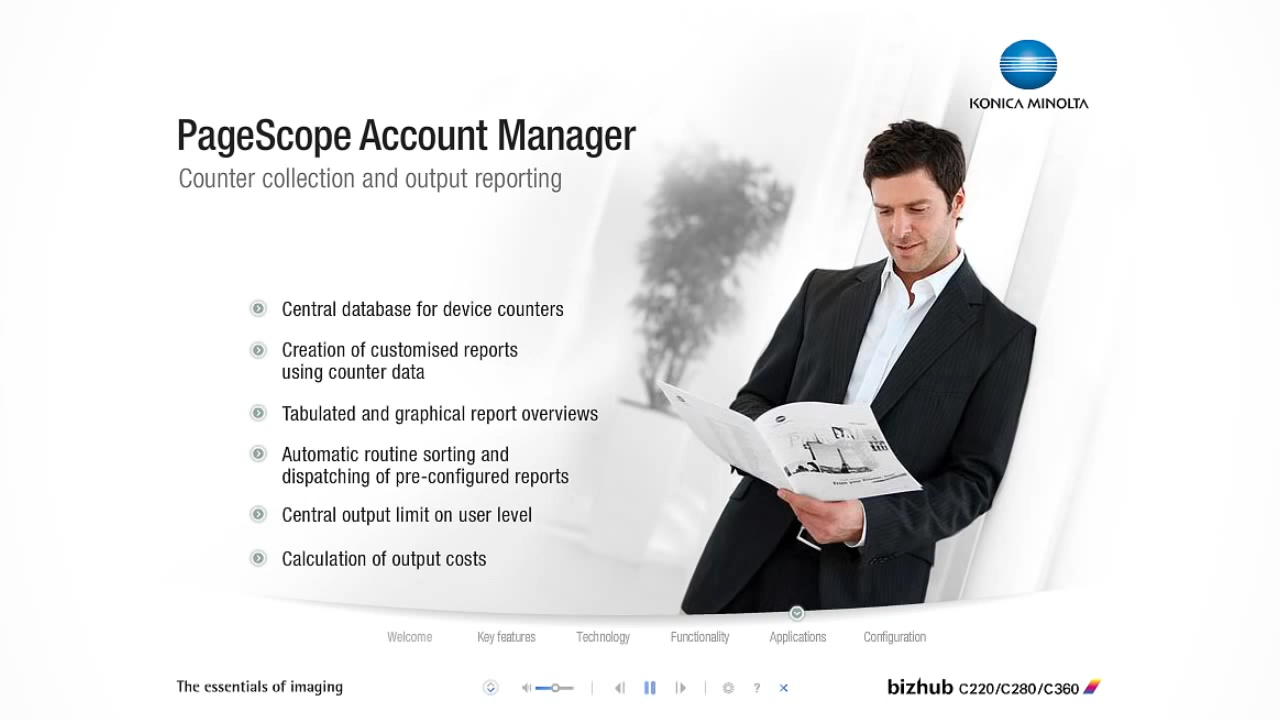 KONICA MINOLTA
PageScope Account Manager
Counter collection and output reporting
Central database for device counters
Creation of customised reports
using counter data
Tabulated and graphical report overviews
Automatic routine sorting and
dispatching of pre-configured reports
Central output limit on user level
Calculation of output costs
Welcome
Key features
Technology
Functionality
Applications
Configuration
The essentials of imaging
?
bizhub C220/C280/C360